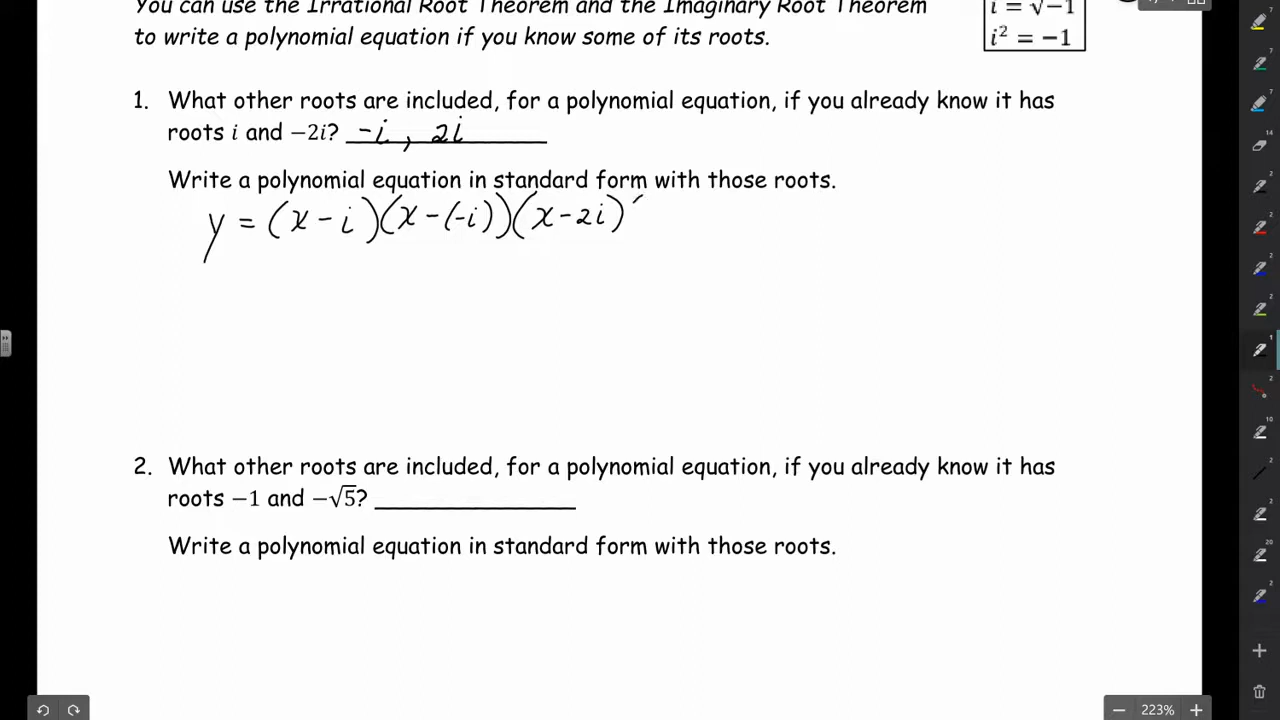 You can use the Irrational Root Theorem and the Imaginary Root Theorem
to write a polynomial equation if you know some of its roots.
i = √−1
i² = −1
1. What other roots are included, for a polynomial equation, if you already know it has
roots i and −2i? -i, 2i
Write a polynomial equation in standard form with those roots.
y = (x - i)(x - (-i))(x - 2i)
2. What other roots are included, for a polynomial equation, if you already know it has
roots −1 and −√5? _______________
Write a polynomial equation in standard form with those roots.
223%